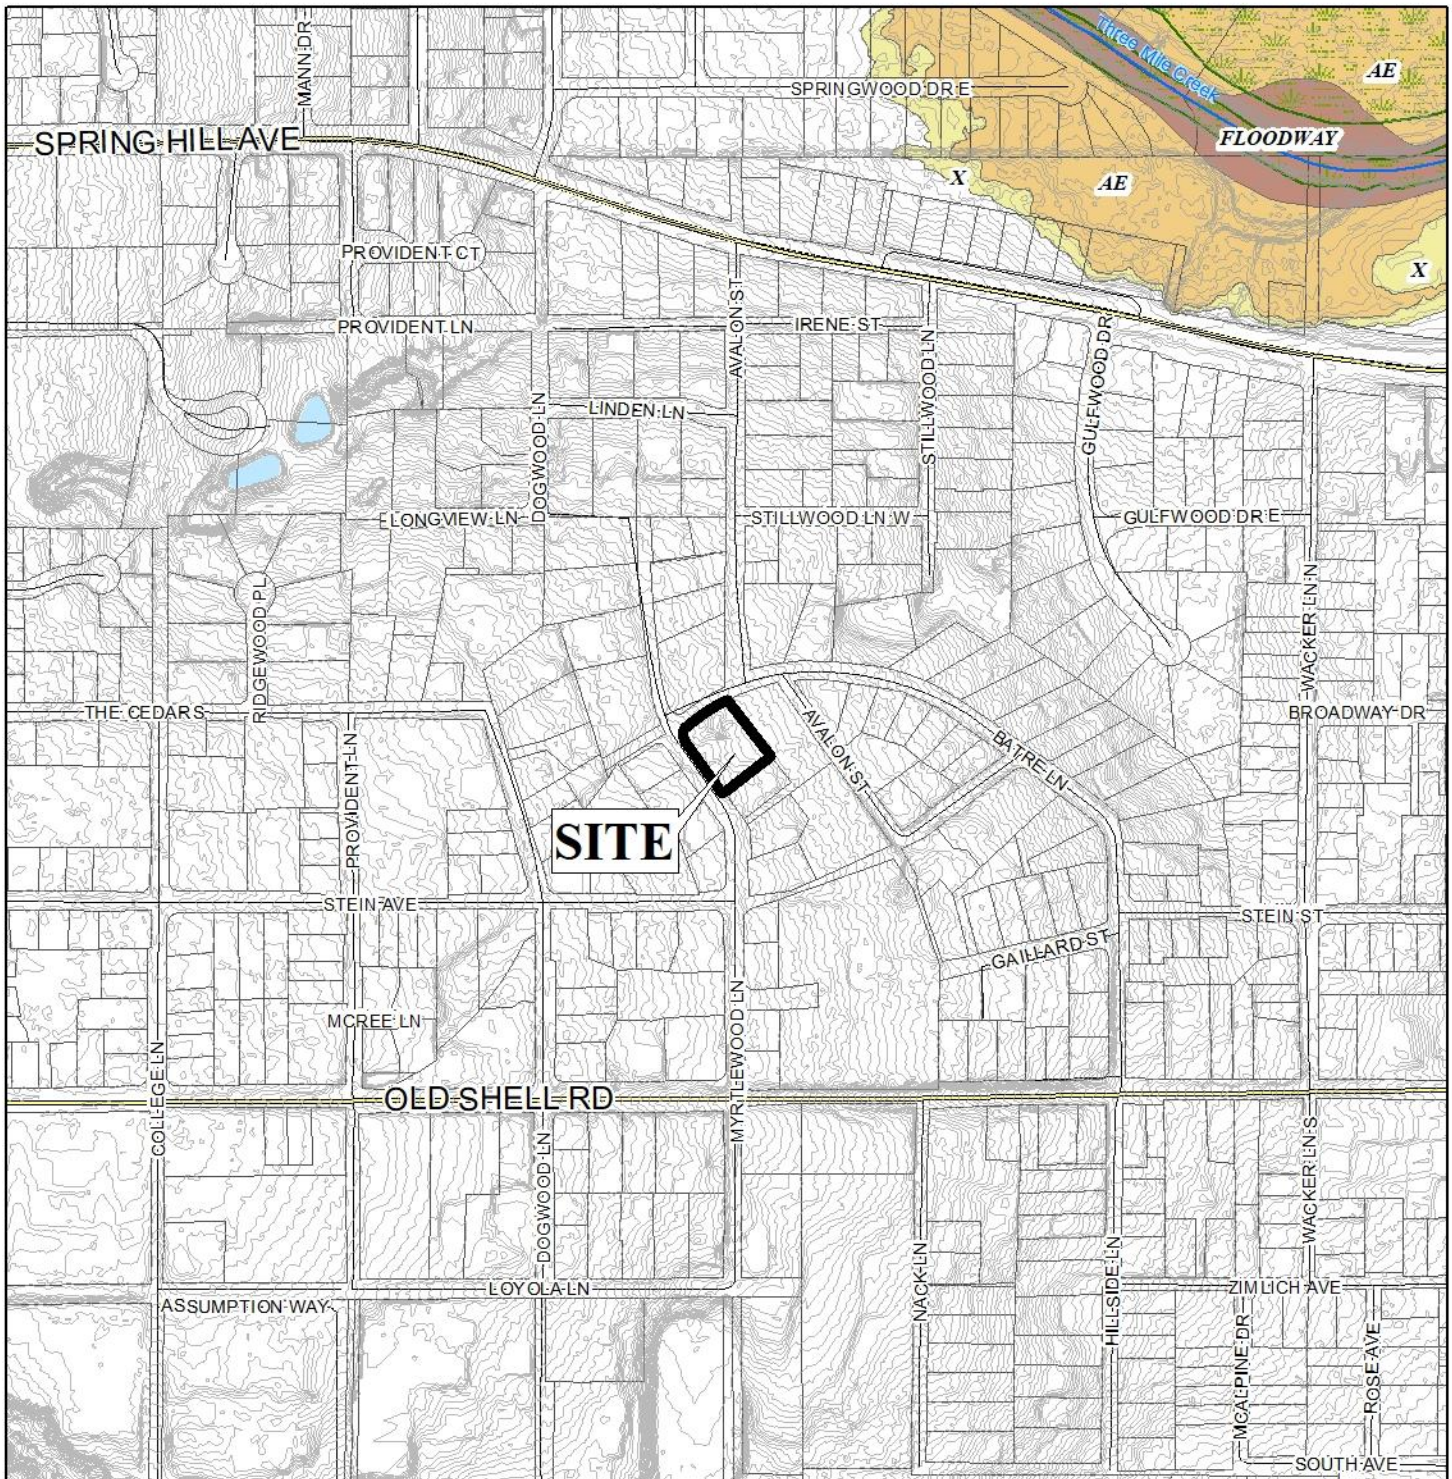 MANN DR
Three Mile Creek
AE
SPRINGWOOD DR E
SPRING HILL AVE
FLOODWAY
X
AE
PROVIDENT CT
X
AVALON ST
PROVIDENT LN
IRENE ST
GULFWOOD DR
STILLWOOD LN
DOGWOOD LN
LINDEN LN
LONGVIEW LN
STILLWOOD LN W
GULFWOOD DR E
RIDGEWOOD PL
WACKER LN N
THE CEDARS
BROADWAY DR
AVALON ST
BATRE LN
PROVIDENT LN
SITE
STEIN AVE
STEIN ST
GAILLARD ST
MCREE LN
MYRTLEWOOD LN
COLLEGE LN
OLD SHELL RD
DOGWOOD LN
WACKER LN S
NACK LN
HILLSIDE LN
LOYOLA LN
ZIMLICH AVE
ASSUMPTION WAY
MCALPINE DR
ROSE AVE
SOUTH AVE